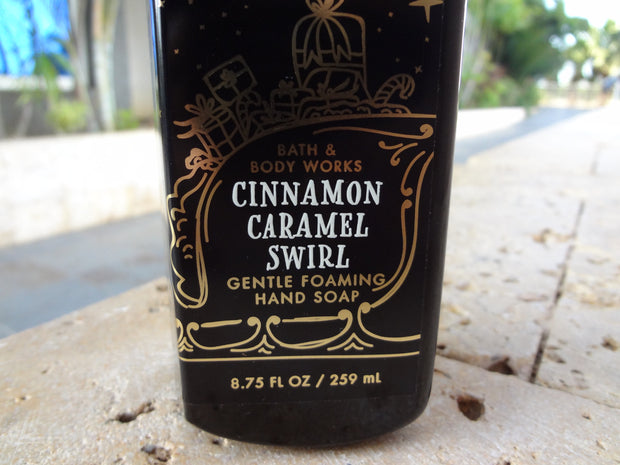 BATH &
BODY WORKS
CINNAMON
CARAMEL
SWIRL
GENTLE FOAMING
HAND SOAP
8.75 FL OZ / 259 mL